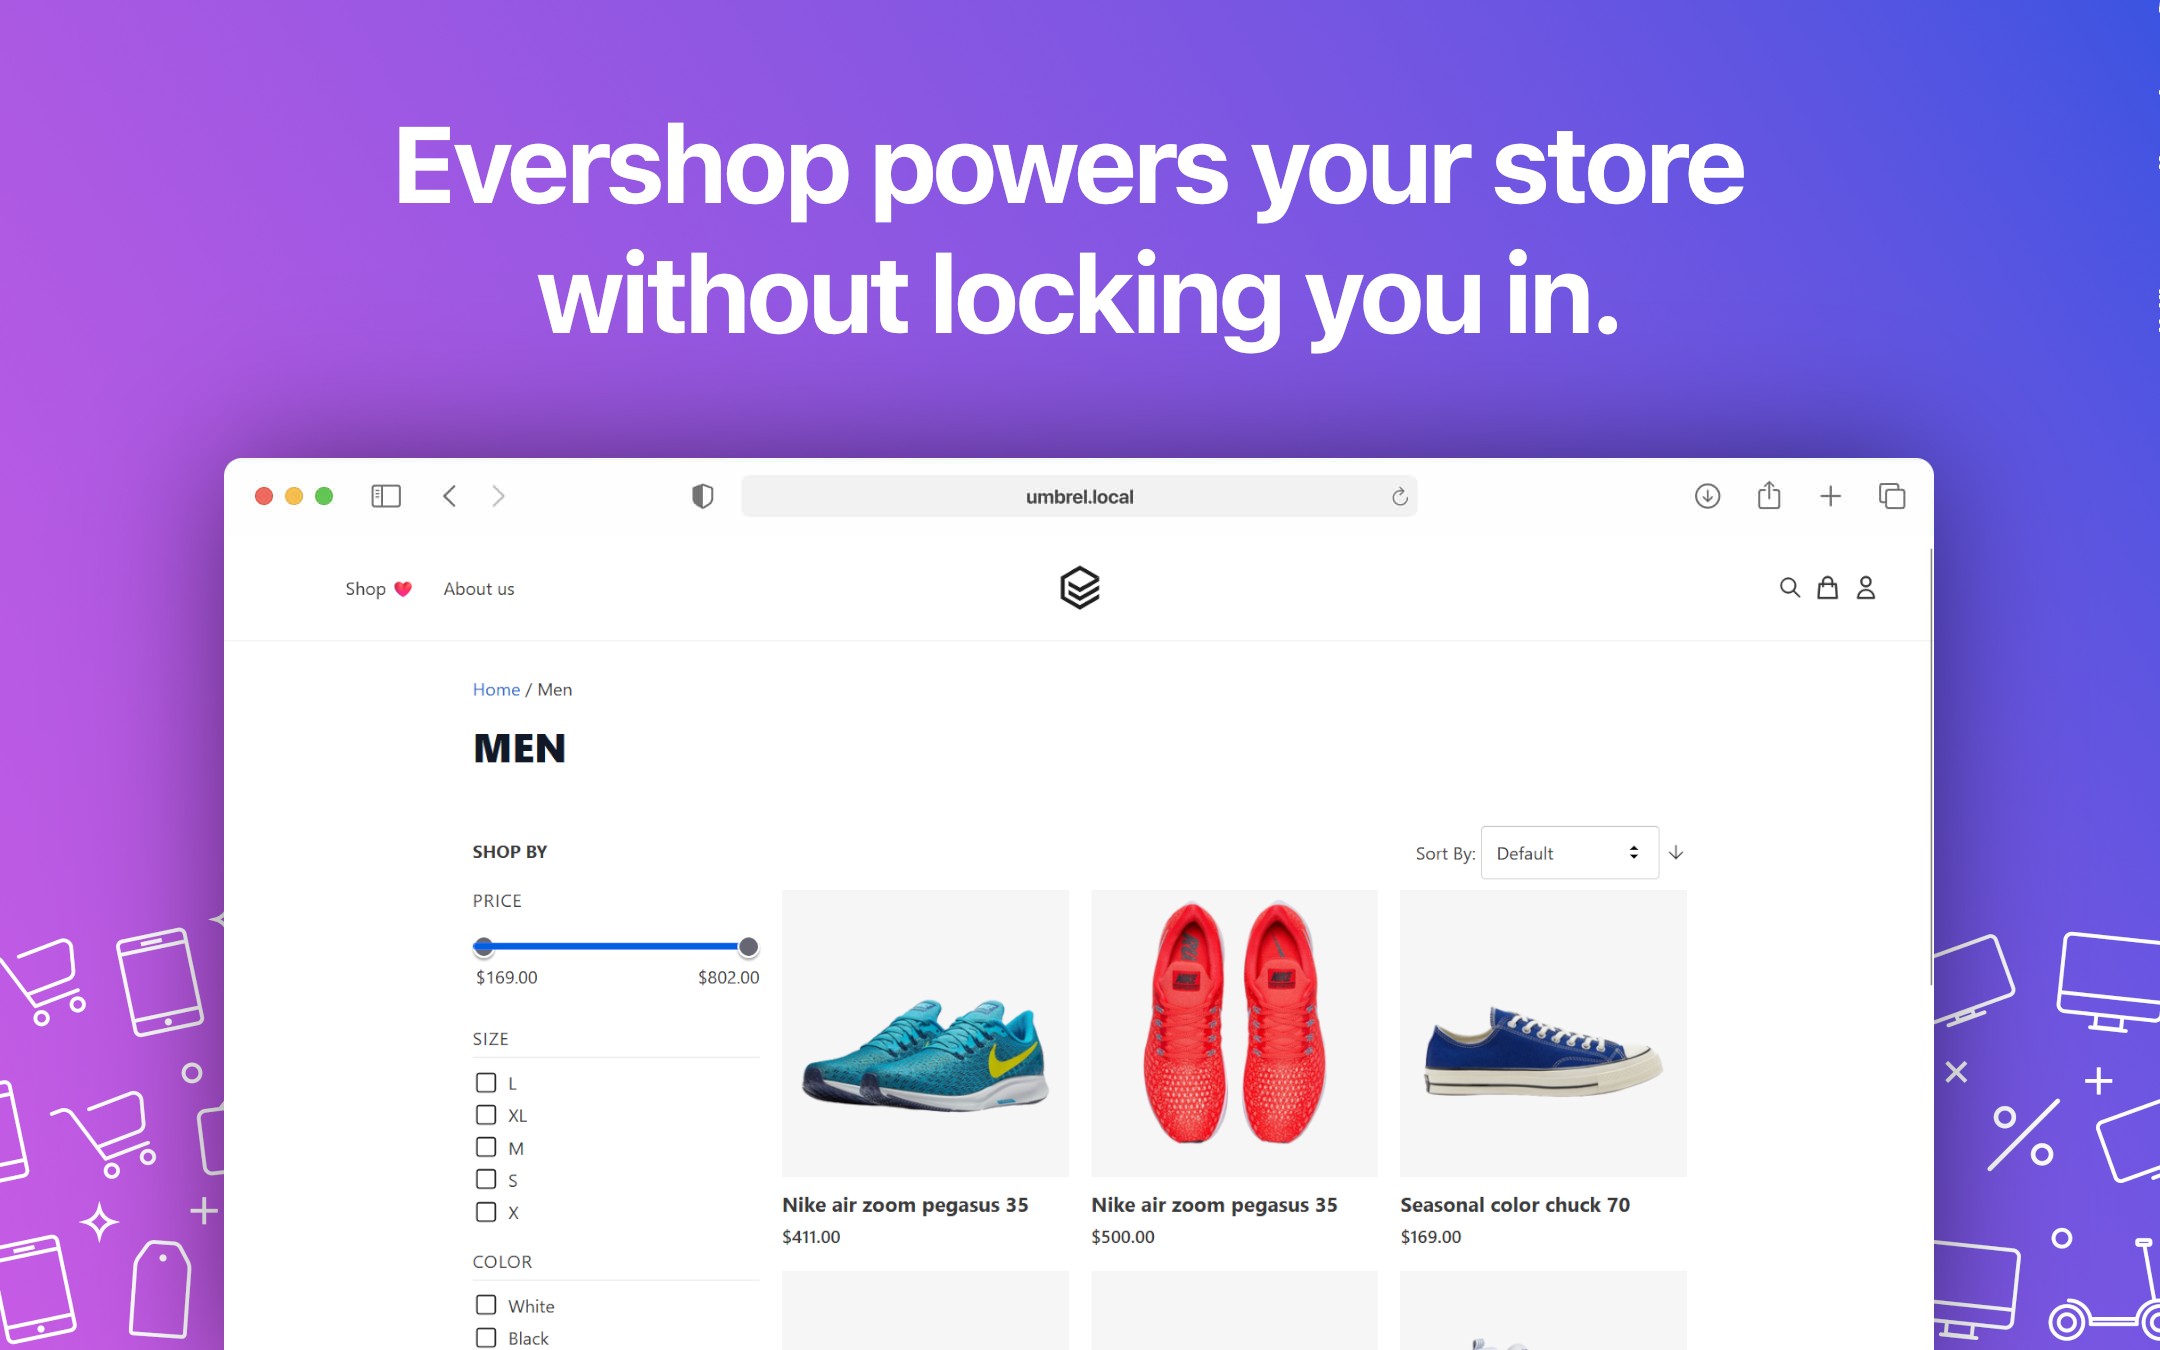 Evershop powers your store
without locking you in.
umbrel.local
Shop ❤️ About us
Home / Men
MEN
SHOP BY
Sort By: Default
PRICE
$169.00 $802.00
SIZE
L
XL
M
S
X
COLOR
White
Black
Nike air zoom pegasus 35
$411.00
Nike air zoom pegasus 35
$500.00
Seasonal color chuck 70
$169.00